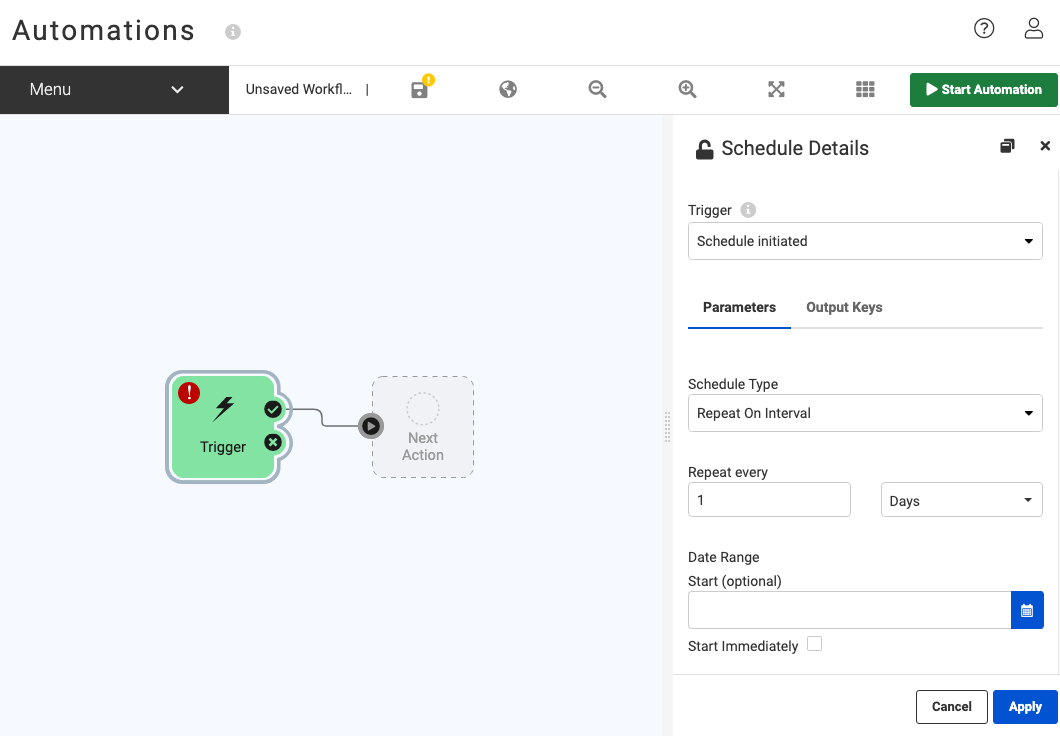 Automations
Menu
Unsaved Workfl... |
Start Automation
Schedule Details
Trigger
Schedule initiated
Parameters Output Keys
Schedule Type
Repeat On Interval
Repeat every
1 Days
Date Range
Start (optional)
Start Immediately
Cancel Apply
Trigger
Next
Action